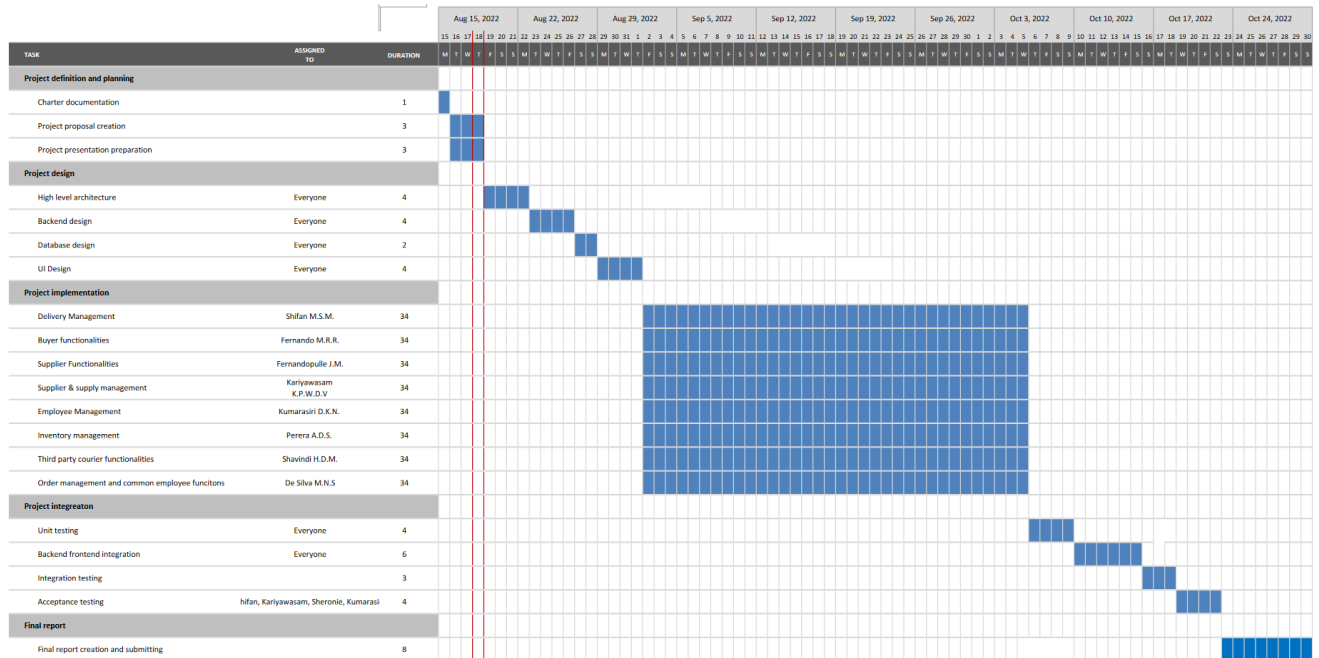 Aug 15, 2022 Aug 22, 2022 Aug 29, 2022 Sep 5, 2022 Sep 12, 2022 Sep 19, 2022 Sep 26, 2022 Oct 3, 2022 Oct 10, 2022 Oct 17, 2022 Oct 24, 2022
15 16 17 18 19 20 21 22 23 24 25 26 27 28 29 30 31 1 2 3 4 5 6 7 8 9 10 11 12 13 14 15 16 17 18 19 20 21 22 23 24 25 26 27 28 29 30 1 2 3 4 5 6 7 8 9 10 11 12 13 14 15 16 17 18 19 20 21 22 23 24 25 26 27 28 29 30
TASK ASSIGNED TO DURATION M T W T F S S M T W T F S S M T W T F S S M T W T F S S M T W T F S S M T W T F S S M T W T F S S M T W T F S S M T W T F S S M T W T F S S M T W T F S S
Project definition and planning
Charter documentation 1
Project proposal creation 3
Project presentation preparation 3
Project design
High level architecture Everyone 4
Backend design Everyone 4
Database design Everyone 2
UI Design Everyone 4
Project implementation
Delivery Management Shifan M.S.M. 34
Buyer functionalities Fernando M.R.R. 34
Supplier Functionalities Fernandopulle J.M. 34
Supplier & supply management Kariyawasam K.P.W.D.V 34
Employee Management Kumarasiri D.K.N. 34
Inventory management Perera A.D.S. 34
Third party courier functionalities Shavindi H.D.M. 34
Order management and common employee funcitons De Silva M.N.S 34
Project integreaton
Unit testing Everyone 4
Backend frontend integration Everyone 6
Integration testing 3
Acceptance testing hifan, Kariyawasam, Sheronie, Kumarasi 4
Final report
Final report creation and submitting 8